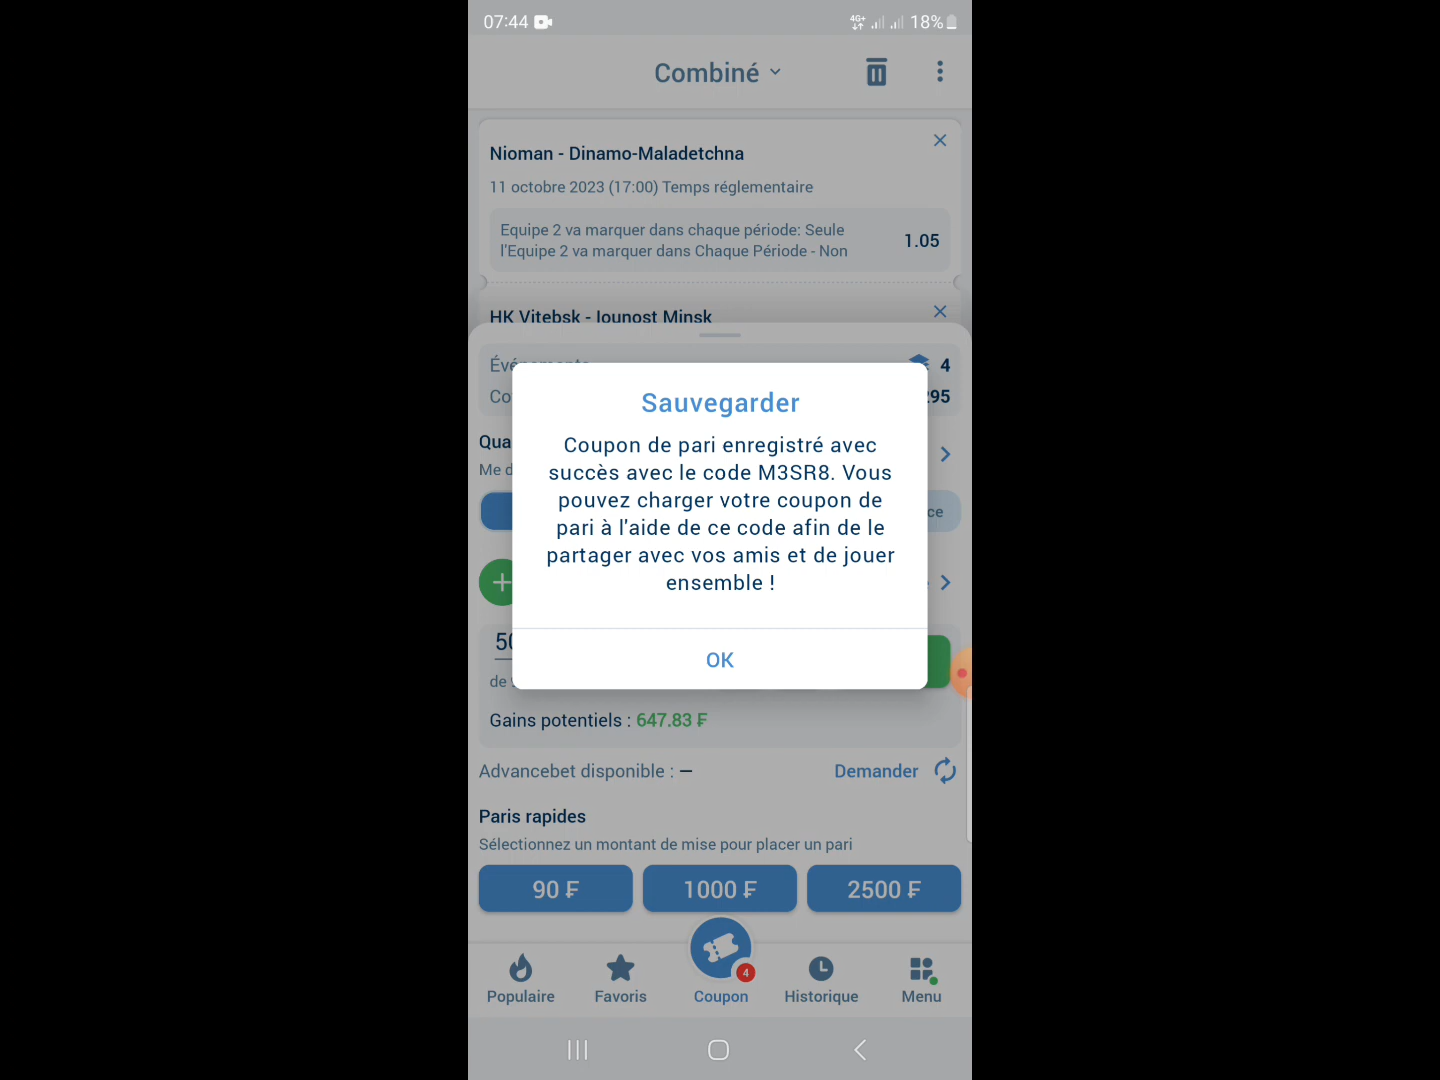 07:44
4G+ 18%
Combiné
Nioman - Dinamo-Maladetchna
11 octobre 2023 (17:00) Temps réglementaire
Equipe 2 va marquer dans chaque période: Seule
l'Equipe 2 va marquer dans Chaque Période - Non
1.05
HK Vitebsk - Iounost Minsk
4
Sauvegarder
Coupon de pari enregistré avec
succès avec le code M3SR8. Vous
pouvez charger votre coupon de
pari à l'aide de ce code afin de le
partager avec vos amis et de jouer
ensemble !
OK
Gains potentiels : 647.83 ₣
Advancebet disponible : —
Demander
Paris rapides
Sélectionnez un montant de mise pour placer un pari
90 ₣
1000 ₣
2500 ₣
4
Populaire
Favoris
Coupon
Historique
Menu